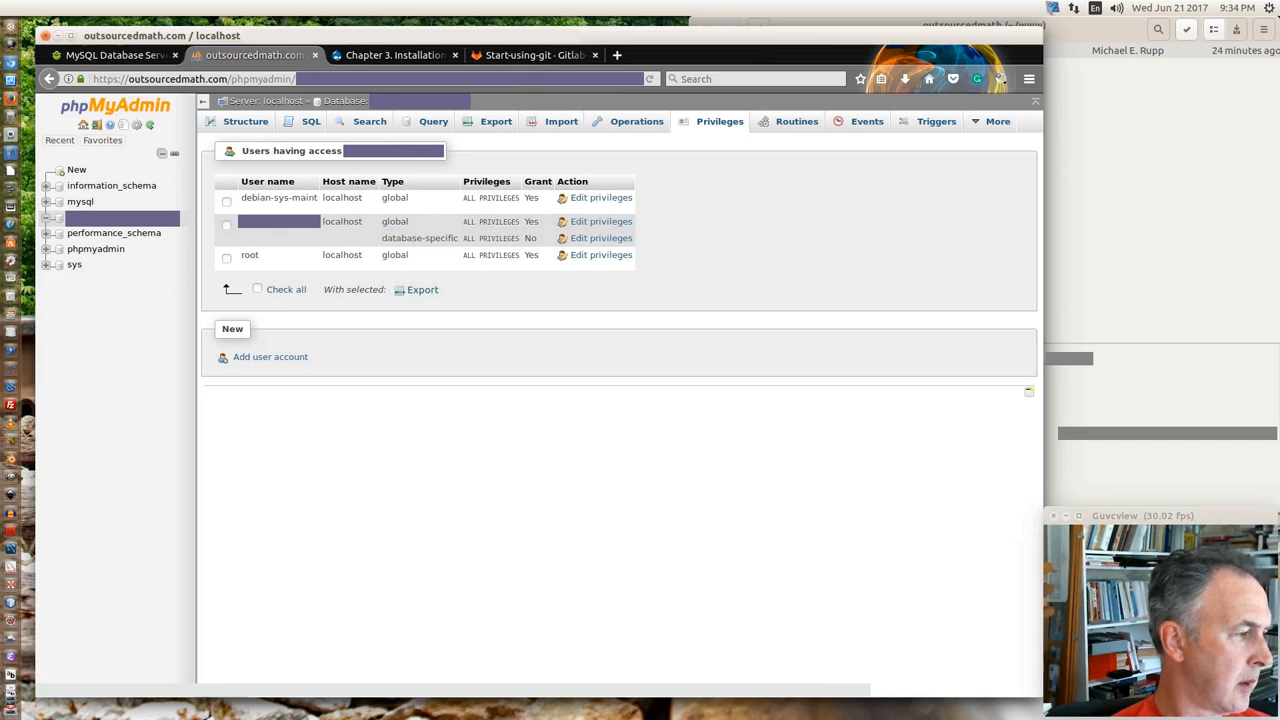 En
Wed Jun 21 2017
9:34 PM
outsourcedmath.com / localhost
MySQL Database Serv
outsourcedmath.com
Chapter 3. Installation
Start-using-git · Gitlab
https://outsourcedmath.com/phpmyadmin/
Search
Michael E. Rupp
24 minutes ago
phpMyAdmin
Recent
Favorites
New
information_schema
mysql
performance_schema
phpmyadmin
sys
Server: localhost »
Database:
Structure
SQL
Search
Query
Export
Import
Operations
Privileges
Routines
Events
Triggers
More
Users having access
User name Host name Type Privileges Grant Action
debian-sys-maint localhost global ALL PRIVILEGES Yes Edit privileges
localhost global ALL PRIVILEGES Yes Edit privileges
database-specific ALL PRIVILEGES No Edit privileges
root localhost global ALL PRIVILEGES Yes Edit privileges
Check all With selected: Export
New
Add user account
Guvcview (30.02 fps)